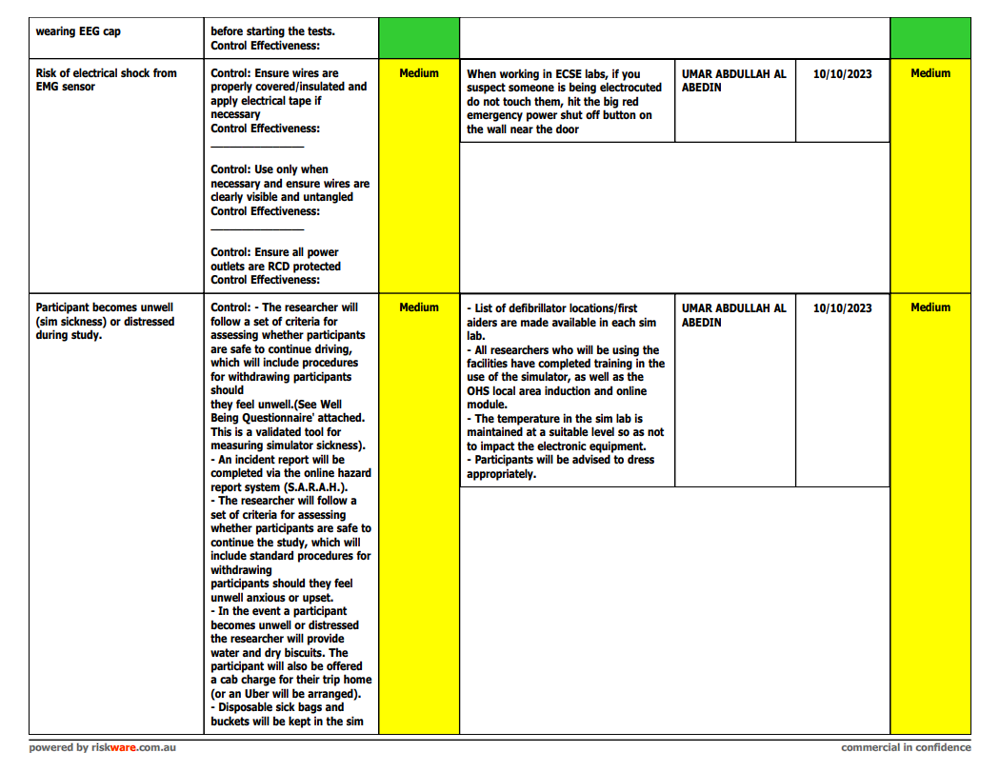 wearing EEG cap
before starting the tests.
Control Effectiveness:
Risk of electrical shock from
EMG sensor
Control: Ensure wires are
properly covered/insulated and
apply electrical tape if
necessary
Control Effectiveness:
________________
Control: Use only when
necessary and ensure wires are
clearly visible and untangled
Control Effectiveness:
________________
Control: Ensure all power
outlets are RCD protected
Control Effectiveness:
Medium
When working in ECSE labs, if you
suspect someone is being electrocuted
do not touch them, hit the big red
emergency power shut off button on
the wall near the door
UMAR ABDULLAH AL
ABEDIN
10/10/2023
Medium
Participant becomes unwell
(sim sickness) or distressed
during study.
Control: - The researcher will
follow a set of criteria for
assessing whether participants
are safe to continue driving,
which will include procedures
for withdrawing participants
should
they feel unwell.(See Well
Being Questionnaire' attached.
This is a validated tool for
measuring simulator sickness).
- An incident report will be
completed via the online hazard
report system (S.A.R.A.H.).
- The researcher will follow a
set of criteria for assessing
whether participants are safe to
continue the study, which will
include standard procedures for
withdrawing
participants should they feel
unwell anxious or upset.
- In the event a participant
becomes unwell or distressed
the researcher will provide
water and dry biscuits. The
participant will also be offered
a cab charge for their trip home
(or an Uber will be arranged).
- Disposable sick bags and
buckets will be kept in the sim
Medium
- List of defibrillator locations/first
aiders are made available in each sim
lab.
- All researchers who will be using the
facilities have completed training in the
use of the simulator, as well as the
OHS local area induction and online
module.
- The temperature in the sim lab is
maintained at a suitable level so as not
to impact the electronic equipment.
- Participants will be advised to dress
appropriately.
UMAR ABDULLAH AL
ABEDIN
10/10/2023
Medium
powered by riskware.com.au
commercial in confidence